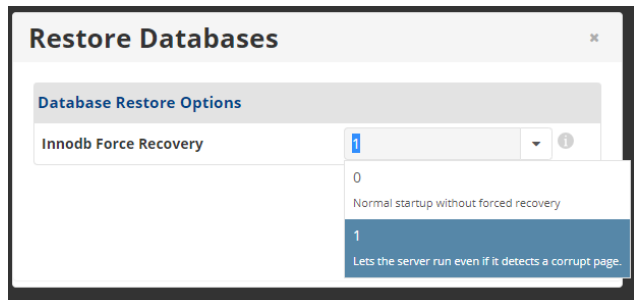 Restore Databases
Database Restore Options
Innodb Force Recovery
1
0
Normal startup without forced recovery
1
Lets the server run even if it detects a corrupt page.